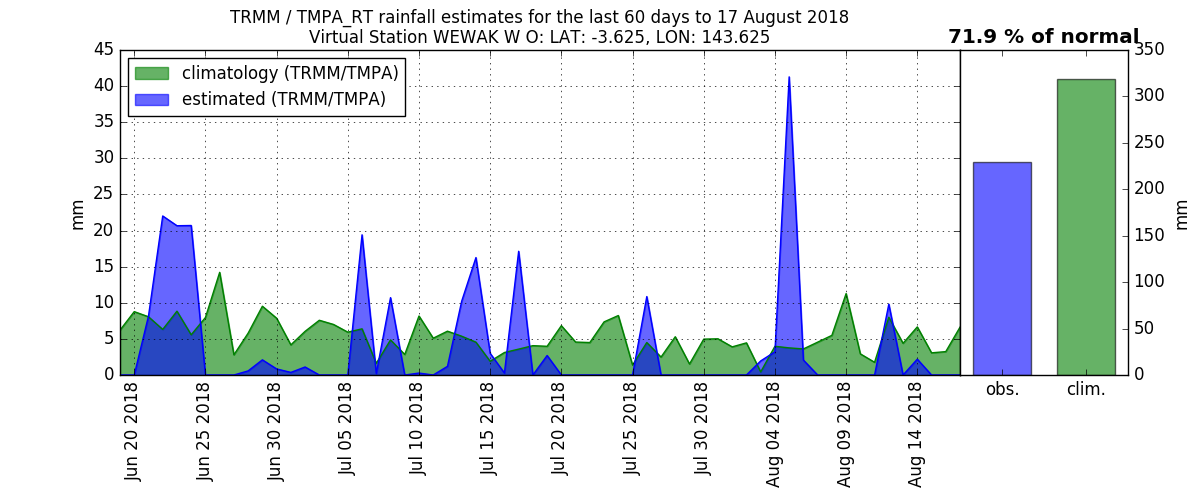 TRMM / TMPA_RT rainfall estimates for the last 60 days to 17 August 2018
Virtual Station WEWAK W O: LAT: -3.625, LON: 143.625
71.9 % of normal
climatology (TRMM/TMPA)
estimated (TRMM/TMPA)
mm
45
40
35
30
25
20
15
10
5
0
Jun 20 2018
Jun 25 2018
Jun 30 2018
Jul 05 2018
Jul 10 2018
Jul 15 2018
Jul 20 2018
Jul 25 2018
Jul 30 2018
Aug 04 2018
Aug 09 2018
Aug 14 2018
350
300
250
200
150
100
50
0
mm
obs.
clim.